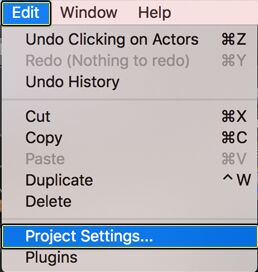 Edit Window Help
Undo Clicking on Actors ⌘Z
Redo (Nothing to redo) ⌘Y
Undo History
Cut ⌘X
Copy ⌘C
Paste ⌘V
Duplicate ^ W
Delete
Project Settings...
Plugins